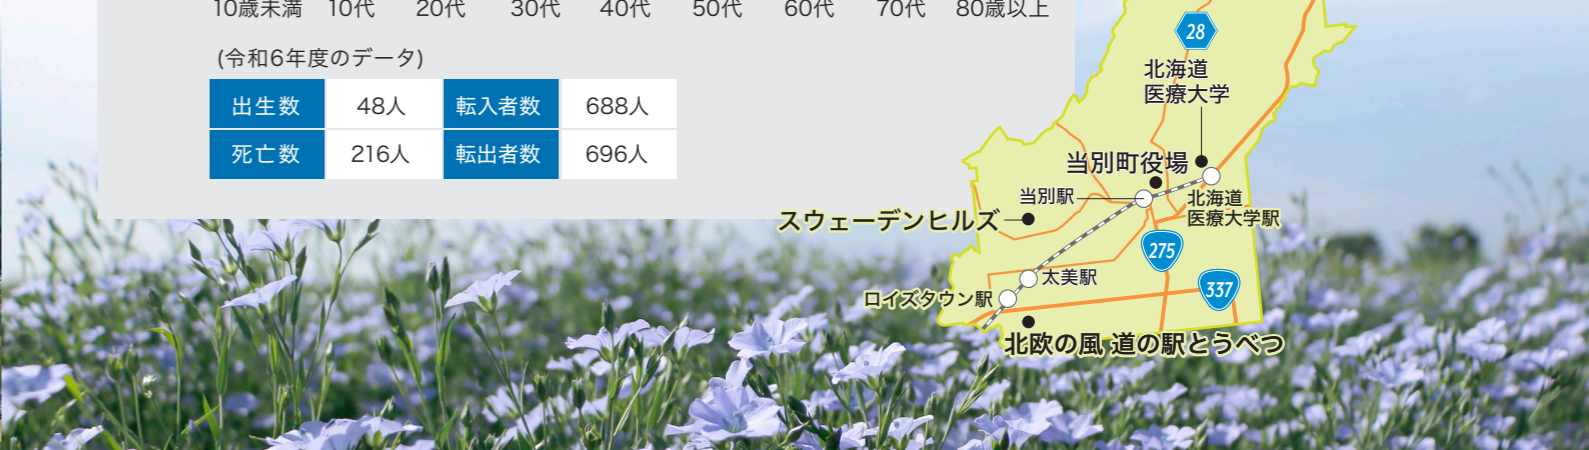 10歳未満 10代 20代 30代 40代 50代 60代 70代 80歳以上
(令和6年度のデータ)
出生数 48人 転入者数 688人
死亡数 216人 転出者数 696人
28
北海道
医療大学
当別町役場
当別駅
北海道
医療大学駅
スウェーデンヒルズ
275
太美駅
337
ロイズタウン駅
北欧の風 道の駅とうべつ